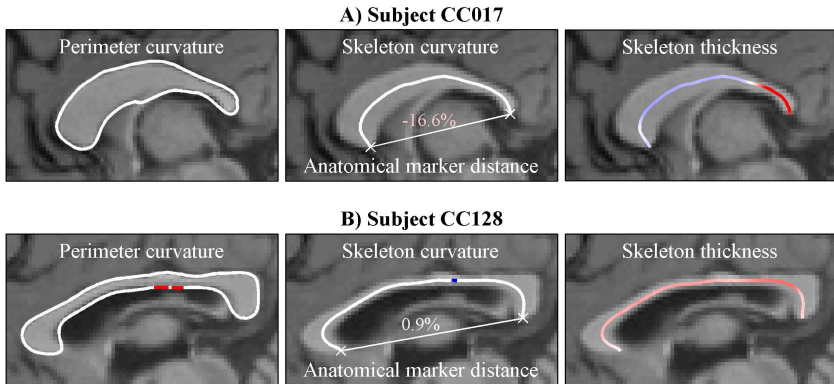 A) Subject CC017
Perimeter curvature
Skeleton curvature
Skeleton thickness
-16.6%
Anatomical marker distance
B) Subject CC128
Perimeter curvature
Skeleton curvature
Skeleton thickness
0.9%
Anatomical marker distance